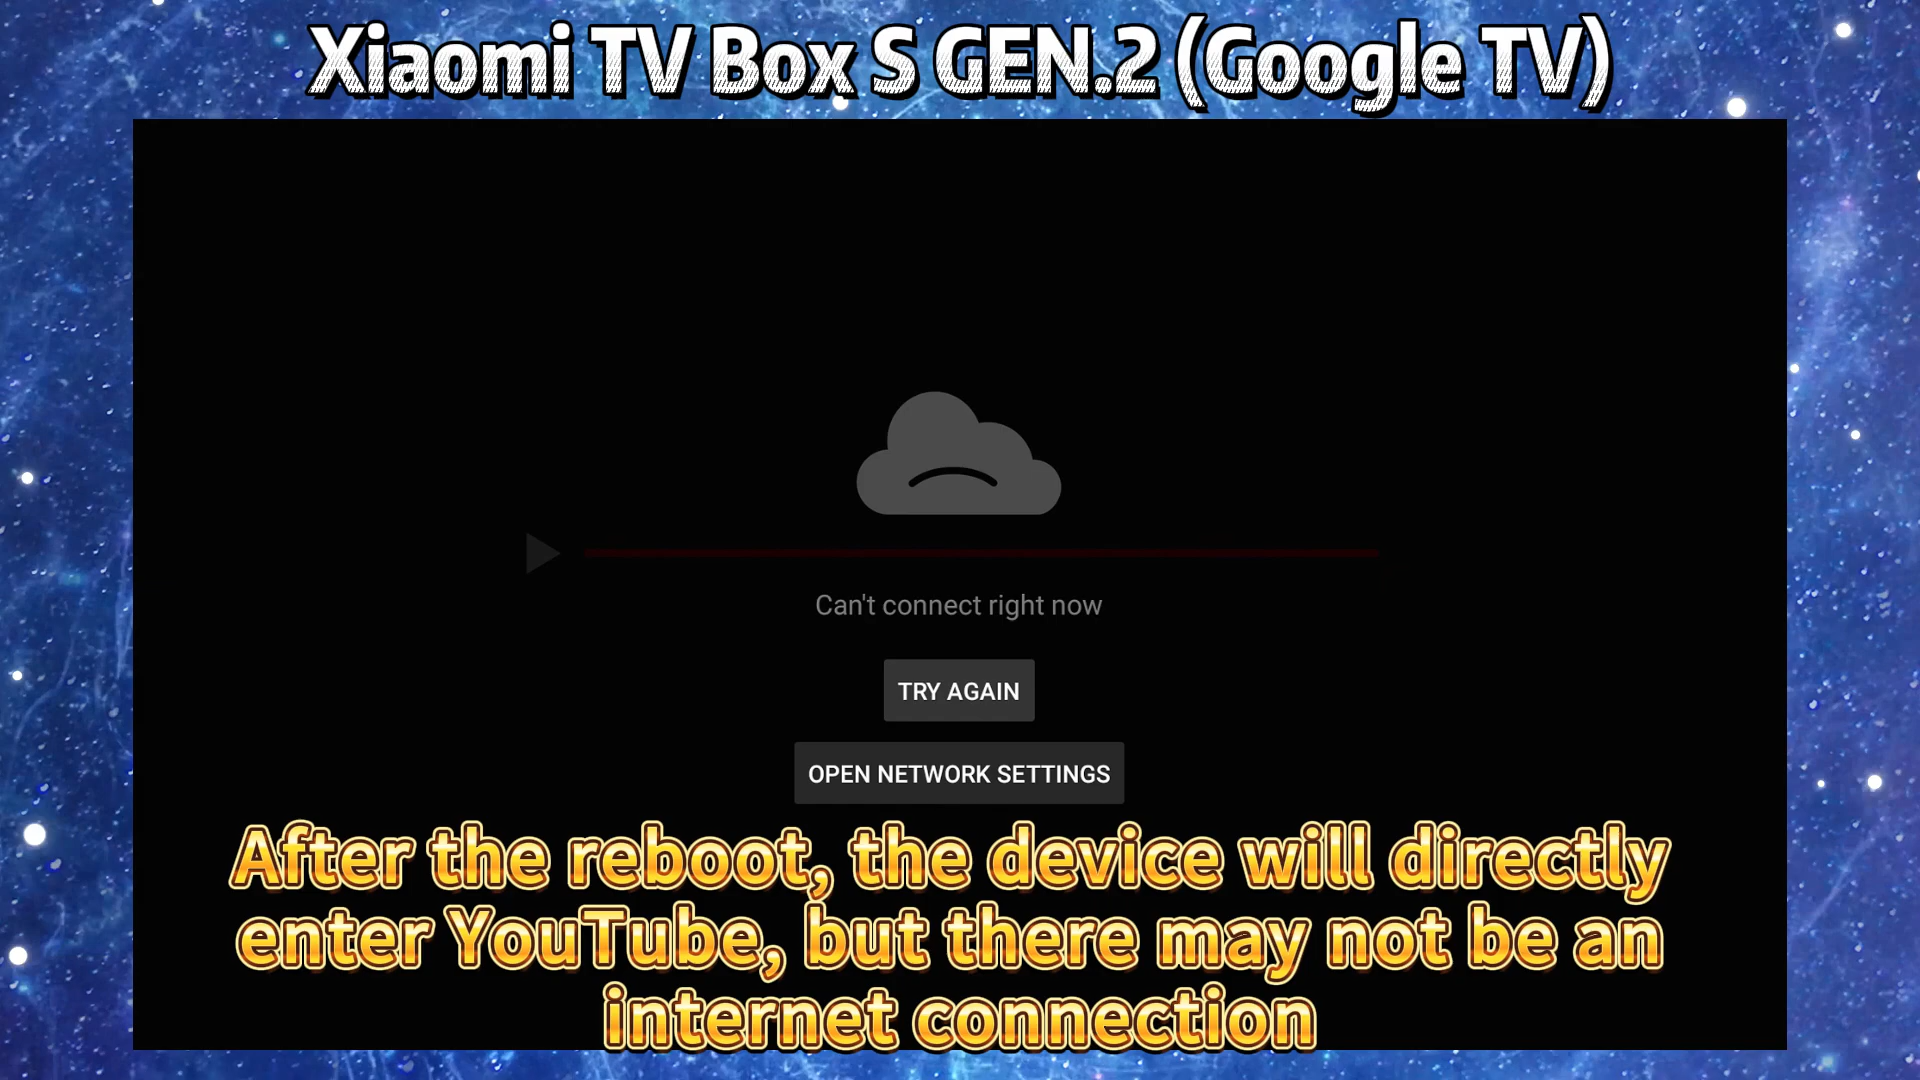 Xiaomi TV Box S GEN.2 (Google TV)
Can't connect right now
TRY AGAIN
OPEN NETWORK SETTINGS
After the reboot, the device will directly
enter YouTube, but there may not be an
internet connection